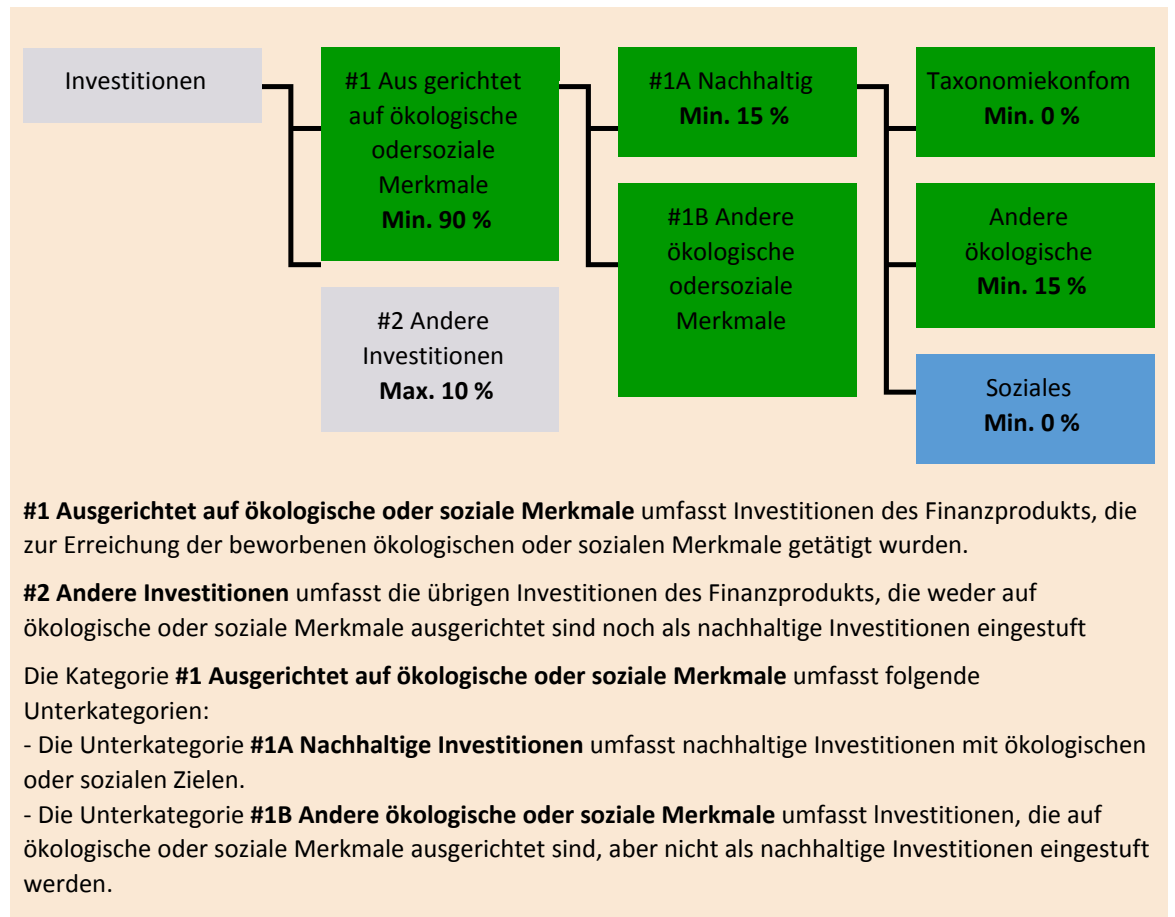 Investitionen
#1 Aus gerichtet
auf ökologische
odersoziale
Merkmale
Min. 90 %
#2 Andere
Investitionen
Max. 10 %
#1A Nachhaltig
Min. 15 %
#1B Andere
ökologische
odersoziale
Merkmale
Taxonomiekonfom
Min. 0 %
Andere
ökologische
Min. 15 %
Soziales
Min. 0 %
#1 Ausgerichtet auf ökologische oder soziale Merkmale umfasst Investitionen des Finanzprodukts, die
zur Erreichung der beworbenen ökologischen oder sozialen Merkmale getätigt wurden.
#2 Andere Investitionen umfasst die übrigen Investitionen des Finanzprodukts, die weder auf
ökologische oder soziale Merkmale ausgerichtet sind noch als nachhaltige Investitionen eingestuft
Die Kategorie #1 Ausgerichtet auf ökologische oder soziale Merkmale umfasst folgende
Unterkategorien:
- Die Unterkategorie #1A Nachhaltige Investitionen umfasst nachhaltige Investitionen mit ökologischen
oder sozialen Zielen.
- Die Unterkategorie #1B Andere ökologische oder soziale Merkmale umfasst lnvestitionen, die auf
ökologische oder soziale Merkmale ausgerichtet sind, aber nicht als nachhaltige Investitionen eingestuft
werden.